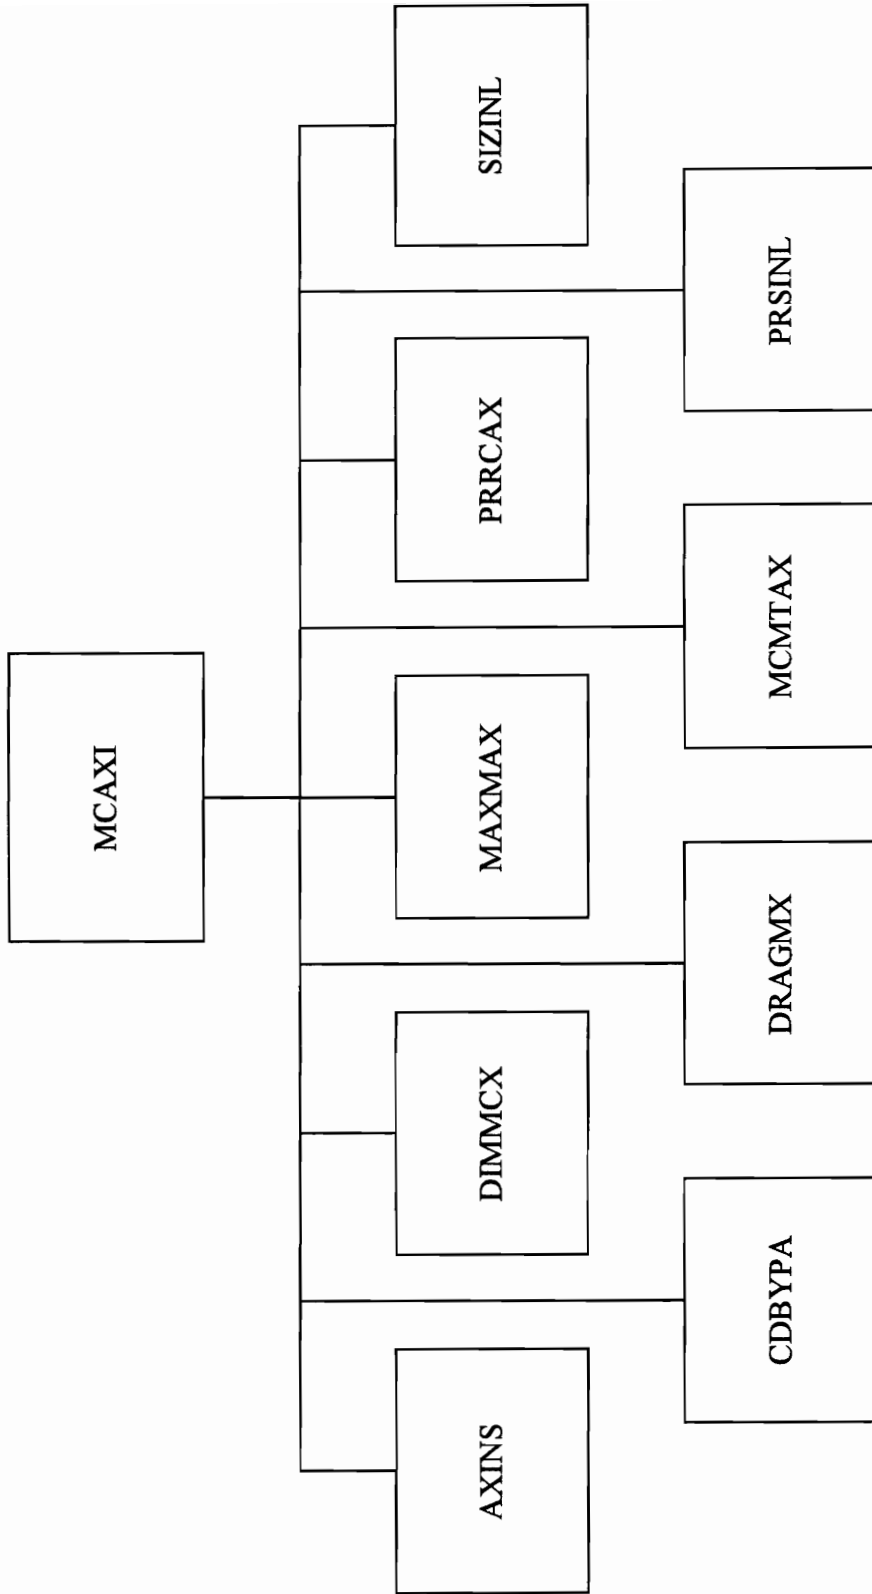 MCAXI
AXINS
DIMMCX
MAXMAX
PRRCAX
SIZINL
CDBYPA
DRAGMX
MCMTAX
PRSINL